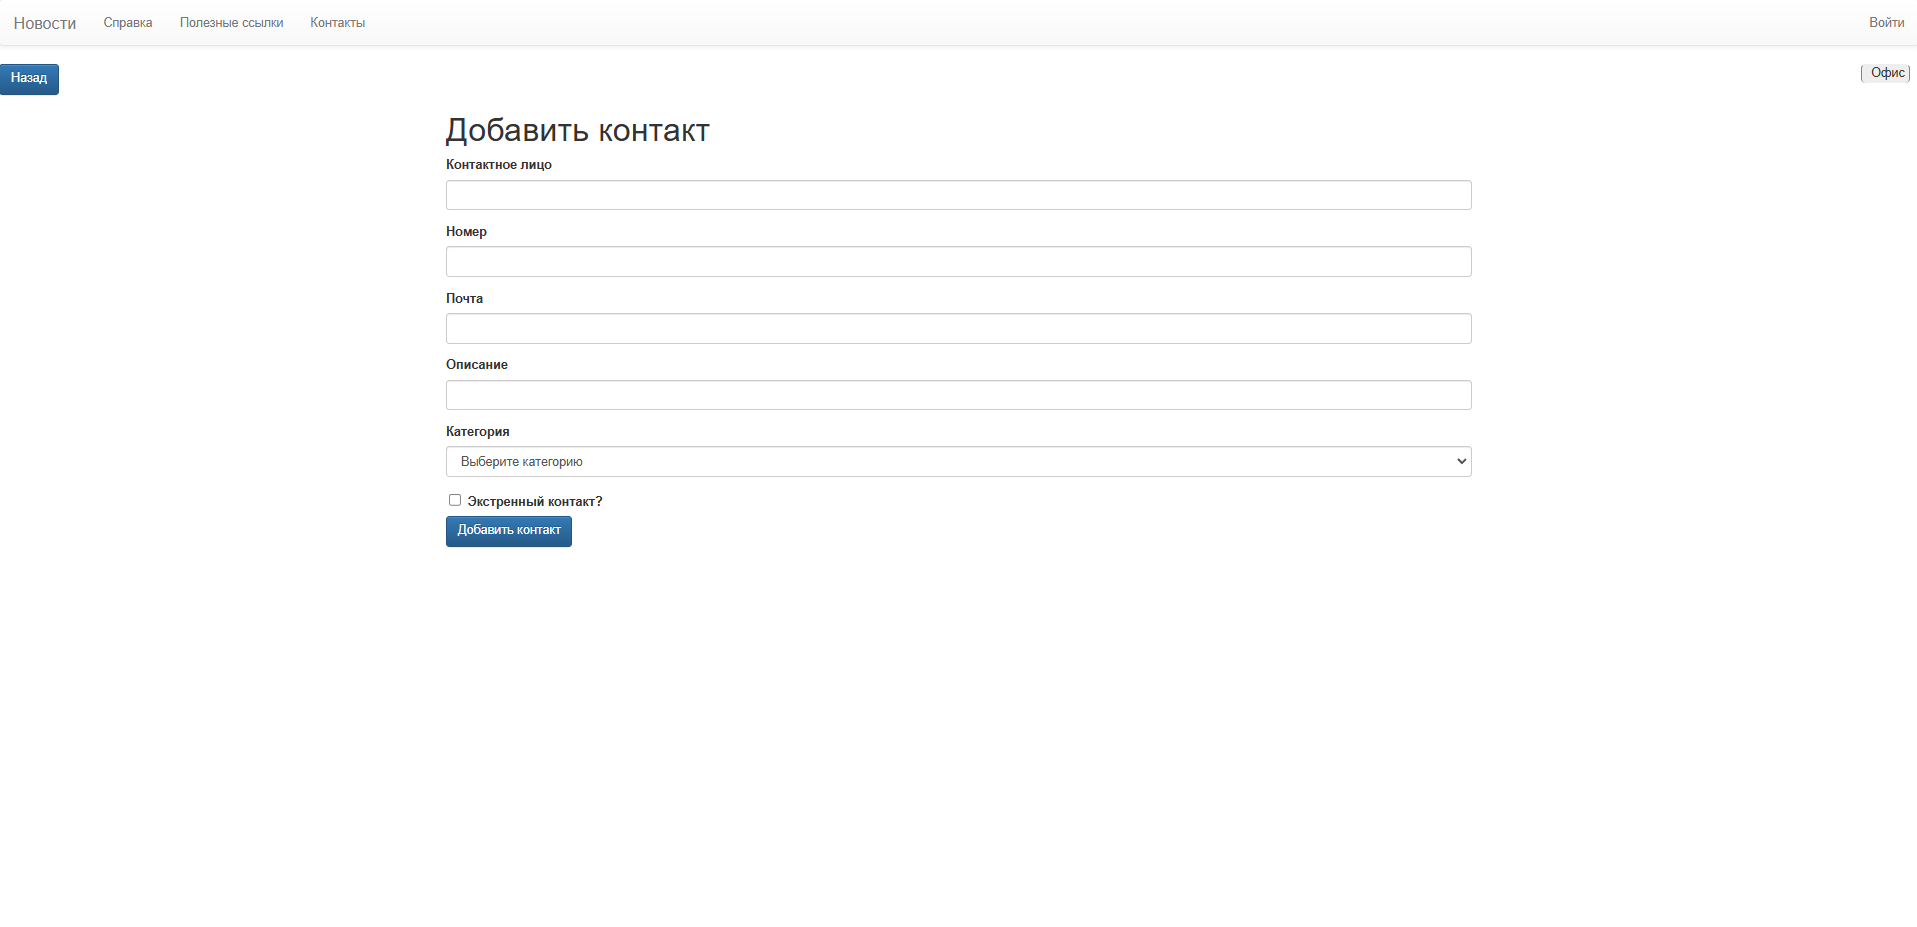 Новости Справка Полезные ссылки Контакты Войти
Назад Офис
Добавить контакт
Контактное лицо
Номер
Почта
Описание
Категория
Выберите категорию
Экстренный контакт?
Добавить контакт